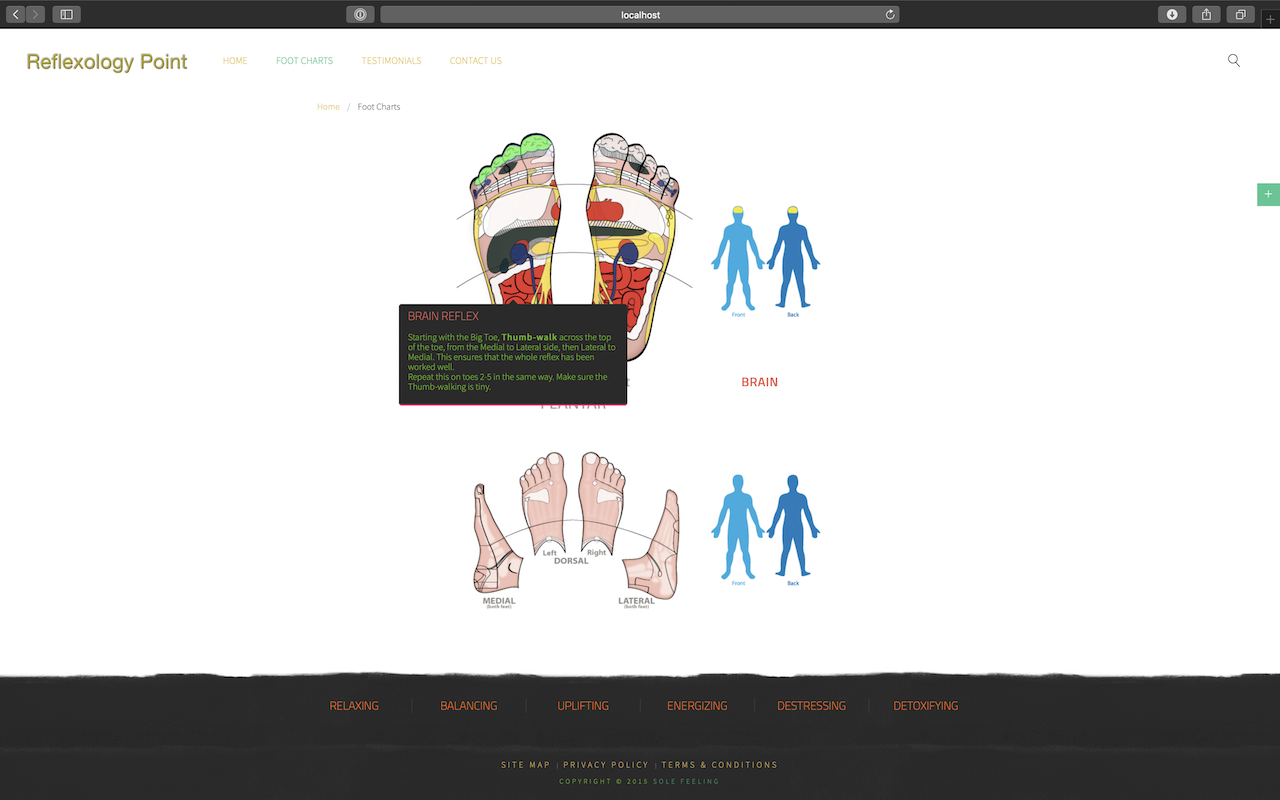 localhost
Reflexology Point
HOME
FOOT CHARTS
TESTIMONIALS
CONTACT US
Home / Foot Charts
Front
Back
BRAIN REFLEX
Starting with the Big Toe, Thumb-walk across the top
of the toe, from the Medial to Lateral side, then Lateral to
Medial. This ensures that the whole reflex has been
worked well.
Repeat this on toes 2-5 in the same way. Make sure the
Thumb-walking is tiny.
BRAIN
PLANTAR
Left
Right
DORSAL
Front
Back
MEDIAL
(both feet)
LATERAL
(both feet)
RELAXING
BALANCING
UPLIFTING
ENERGIZING
DESTRESSING
DETOXIFYING
SITE MAP | PRIVACY POLICY | TERMS & CONDITIONS
COPYRIGHT © 2015 SOLE FEELING